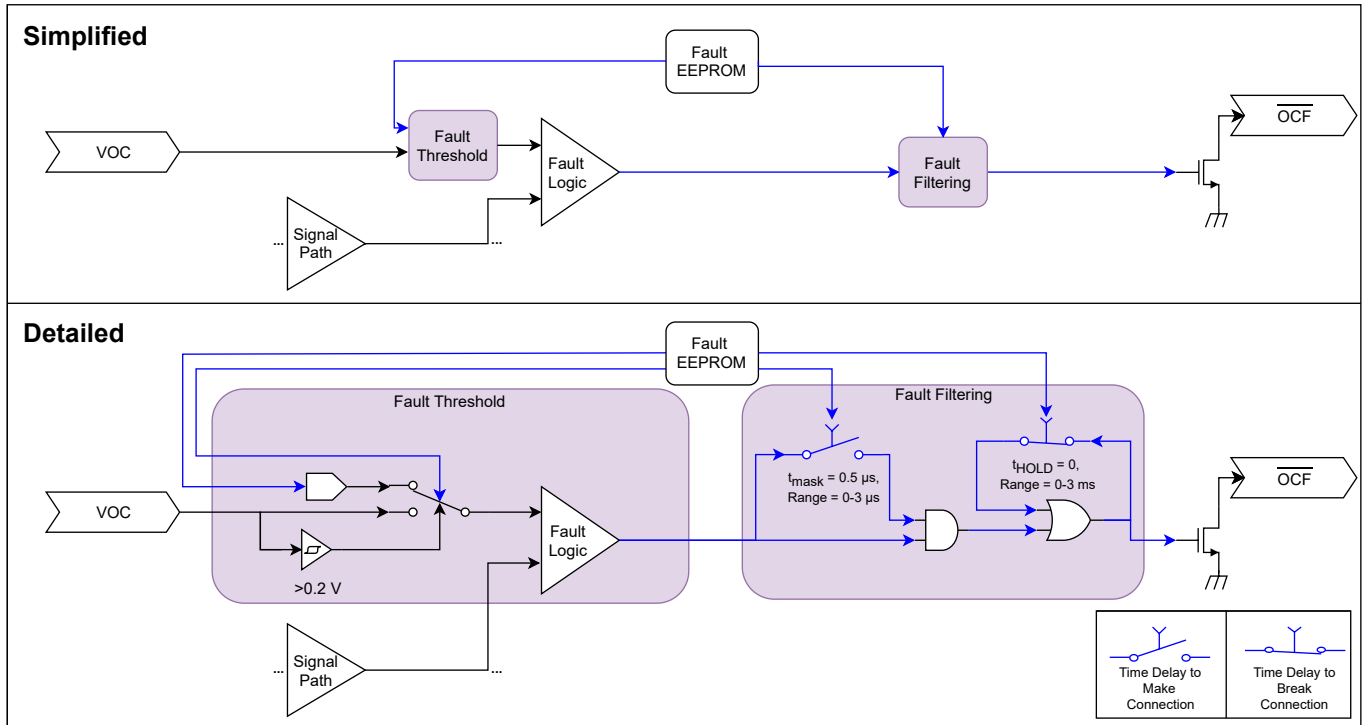 Simplified
Fault
EEPROM
VOC
Fault
Threshold
Fault
Logic
Fault
Filtering
OCF
...
Signal
Path
...
Detailed
Fault
EEPROM
Fault Threshold
Fault Filtering
VOC
>0.2 V
Fault
Logic
tmask = 0.5 µs,
Range = 0-3 µs
tHOLD = 0,
Range = 0-3 ms
OCF
...
Signal
Path
...
Time Delay to
Make
Connection
Time Delay to
Break
Connection